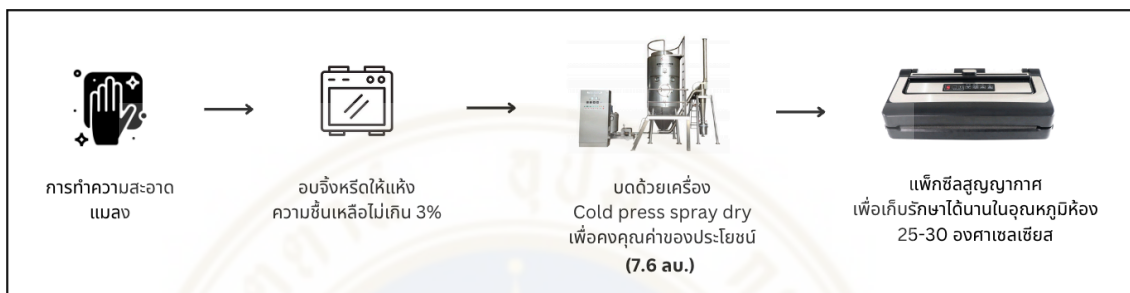 การทำความสะอาด
แมลง
อบจิ้งหรีดให้แห้ง
ความชื้นเหลือไม่เกิน 3%
บดด้วยเครื่อง
Cold press spray dry
เพื่อคงคุณค่าของประโยชน์
(7.6 ลบ.)
แพ็กซีลสูญญากาศ
เพื่อเก็บรักษาได้นานในอุณหภูมิห้อง
25-30 องศาเซลเซียส